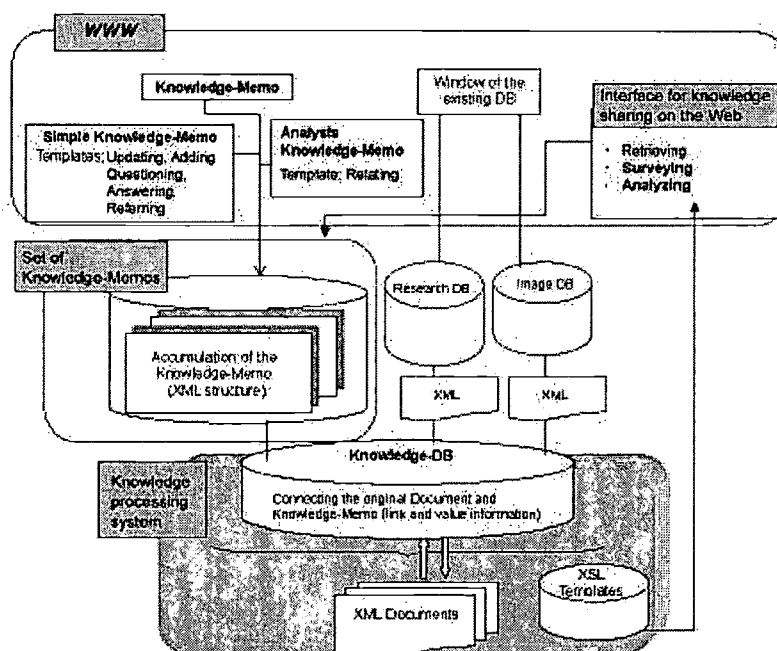 WWW
Knowledge-Memo
Simple Knowledge-Memo
Templates; Updating, Adding
Questioning,
Answering,
Referring
Analysts
Knowledge-Memo
Template; Relating
Window of the
existing DB
Interface for knowledge
sharing on the Web
• Retrieving
• Surveying
• Analyzing
Set of
Knowledge-Memos
Accumulation of the
Knowledge-Memo
(XML structure)
Research DB
Image DB
XML
XML
Knowledge
processing
system
Knowledge-DB
Connecting the original Document and
Knowledge-Memo (link and value information)
XML Documents
XSL
Templates